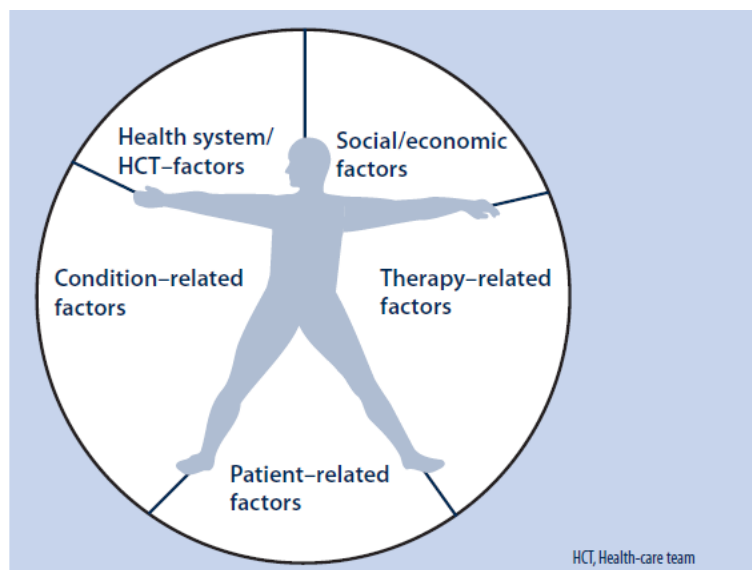 Health system/
HCT–factors
Social/economic
factors
Condition–related
factors
Therapy–related
factors
Patient–related
factors
HCT, Health-care team